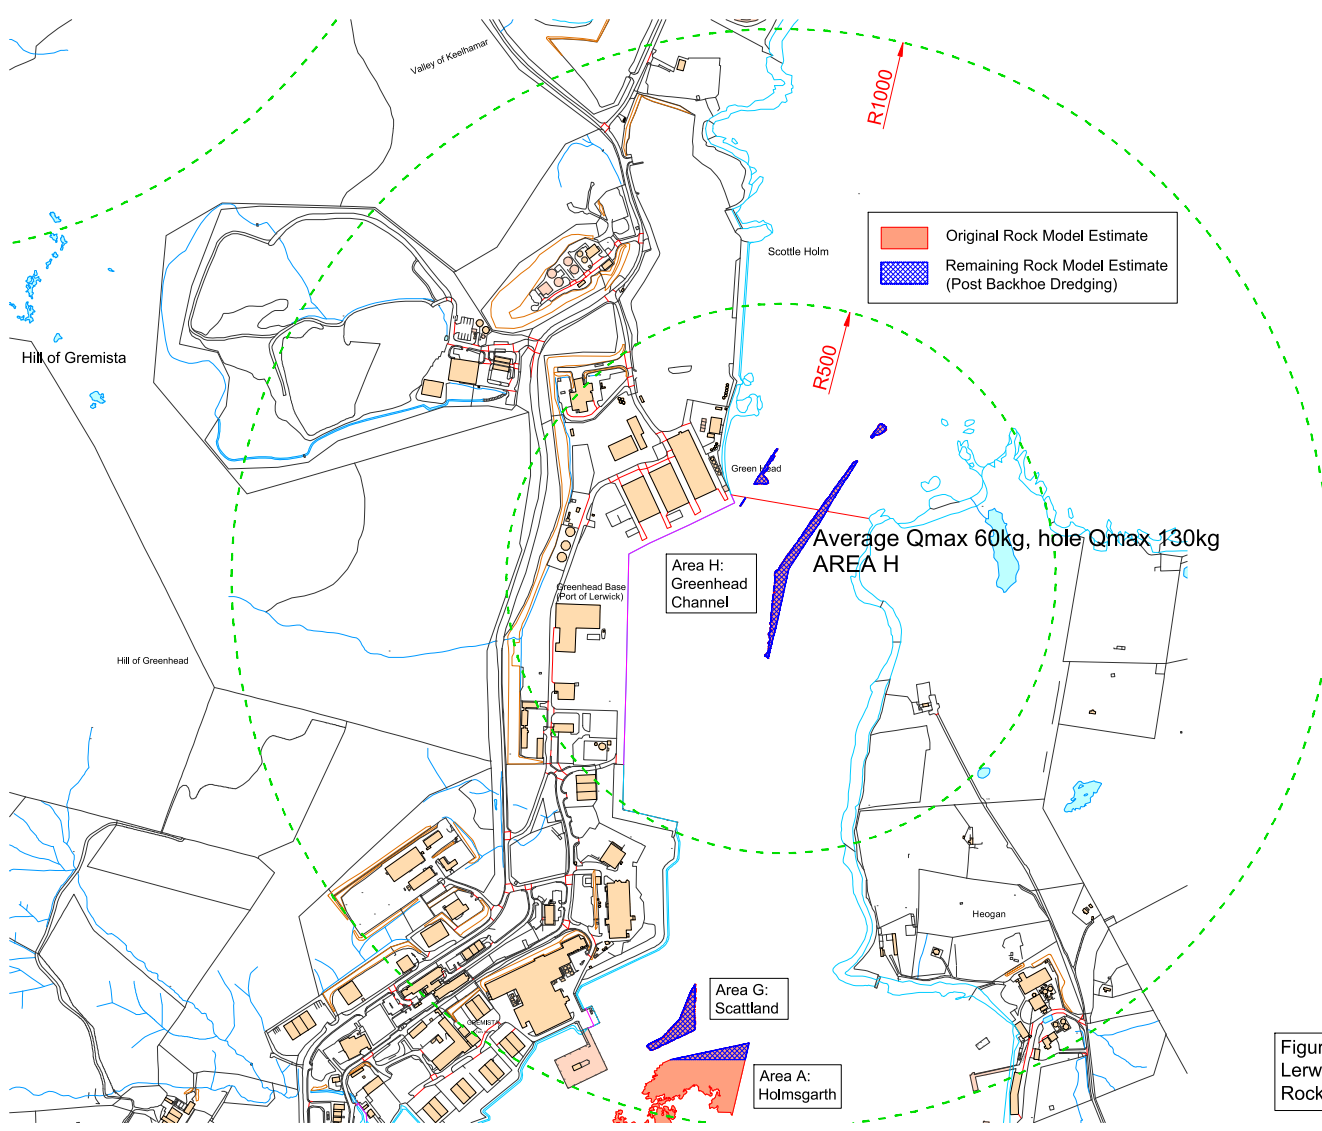 Valley of Keelhamar
R1000
Original Rock Model Estimate
Remaining Rock Model Estimate
(Post Backhoe Dredging)
Scottle Holm
Hill of Gremista
R500
Green Head
Average Qmax 60kg, hole Qmax 130kg
AREA H
Area H:
Greenhead
Channel
Greenhead Base
(Port of Lerwick)
Hill of Greenhead
Heogan
Area G:
Scattland
GREMISTA
Area A:
Holmsgarth
Figur
Lerw
Rock